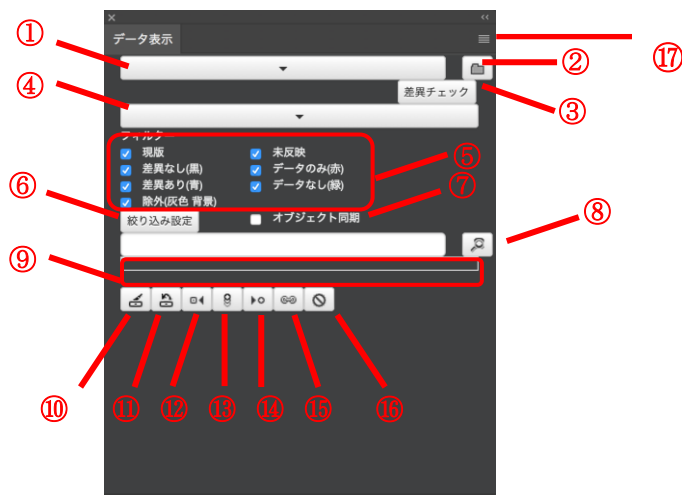 ①
データ表示
⑰
②
差異チェック
③
④
フィルター
現版
未反映
⑤
差異なし(黒)
データのみ(赤)
差異あり(青)
データなし(緑)
⑥
⑦
除外(灰色 背景)
絞り込み設定
オブジェクト同期
⑧
⑨
⑩
⑪
⑫
⑬
⑭
⑮
⑯